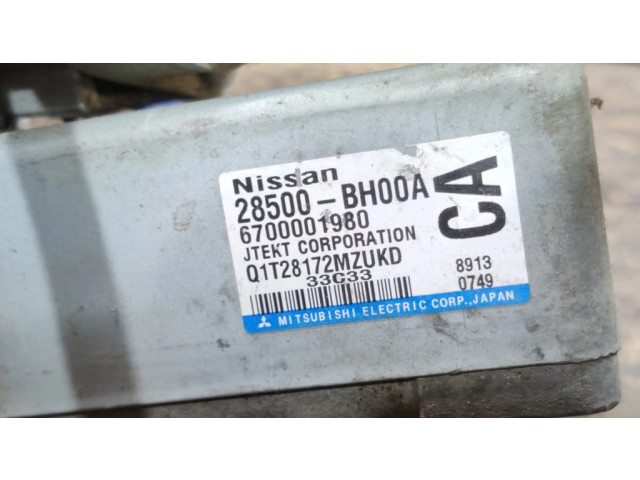 Nissan
28500-BH00A
6700001980
JTEKT CORPORATION
Q1T28172MZUKD
33C33
CA
8913
0749
MITSUBISHI ELECTRIC CORP., JAPAN